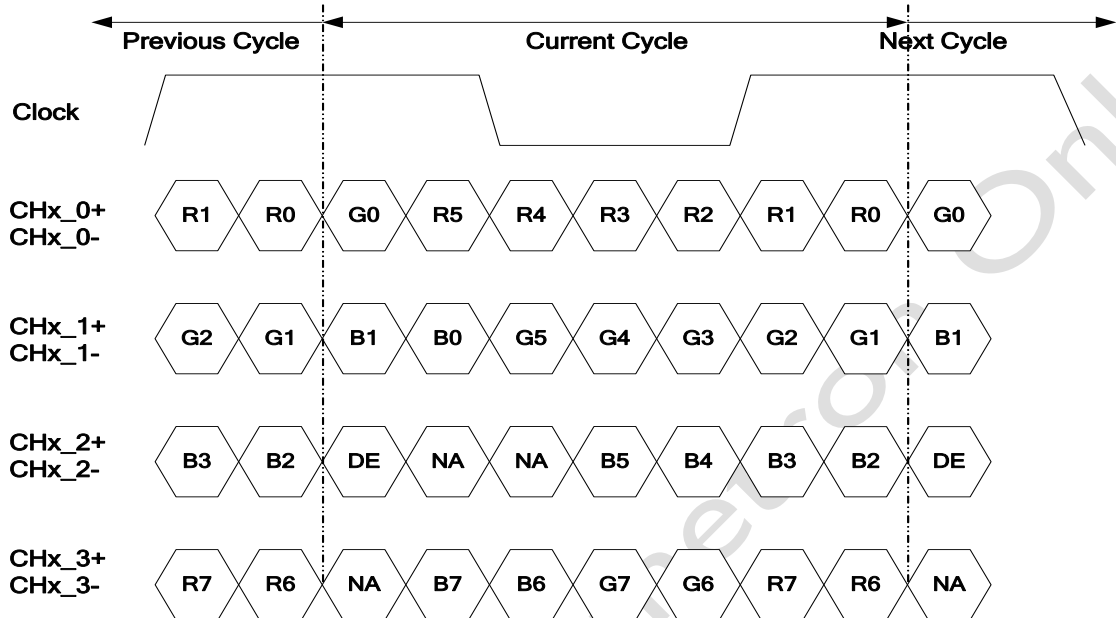 Previous Cycle Current Cycle Next Cycle
Clock
CHx_0+
CHx_0-
R1 R0 G0 R5 R4 R3 R2 R1 R0 G0
CHx_1+
CHx_1-
G2 G1 B1 B0 G5 G4 G3 G2 G1 B1
CHx_2+
CHx_2-
B3 B2 DE NA NA B5 B4 B3 B2 DE
CHx_3+
CHx_3-
R7 R6 NA B7 B6 G7 G6 R7 R6 NA